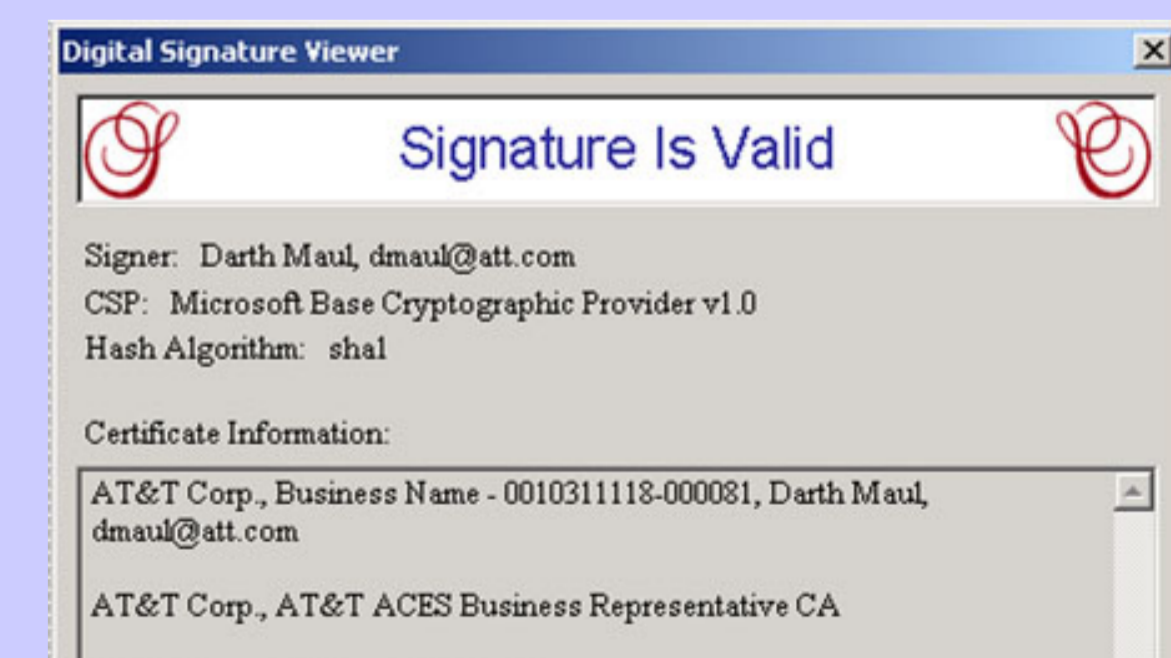 Digital Signature Viewer
Signature Is Valid
Signer: Darth Maul, dmaul@att.com
CSP: Microsoft Base Cryptographic Provider v1.0
Hash Algorithm: sha1
Certificate Information:
AT&T Corp., Business Name - 0010311118-000081, Darth Maul,
dmaul@att.com
AT&T Corp., AT&T ACES Business Representative CA